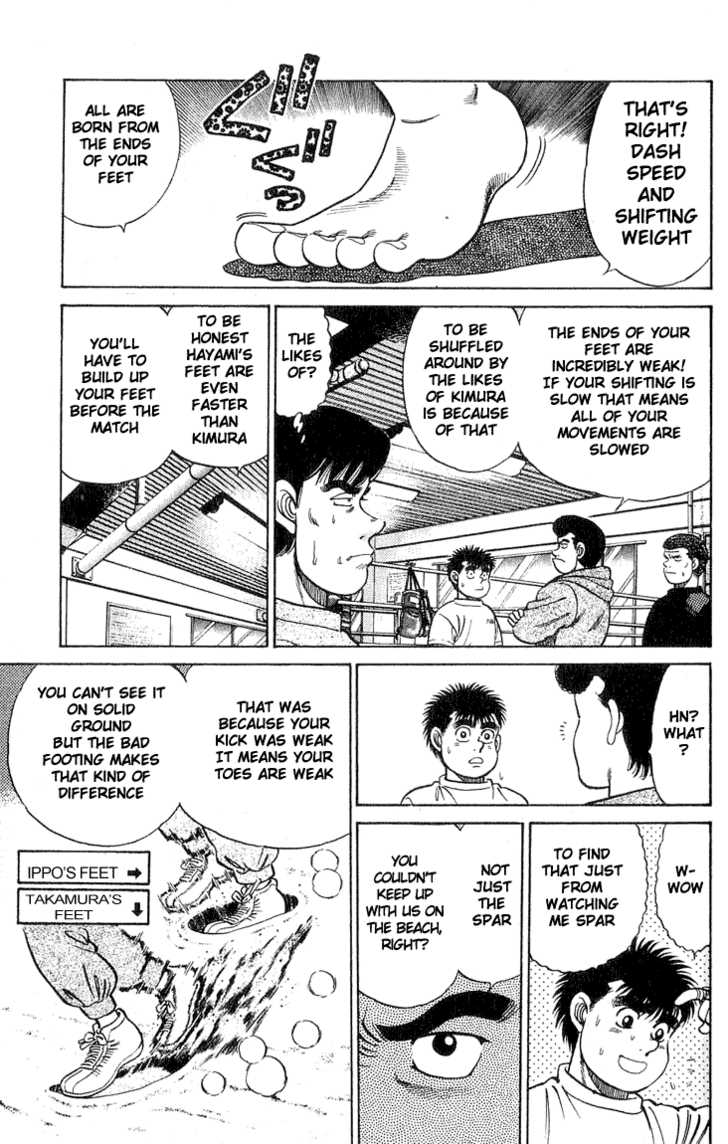 THAT'S
RIGHT!
DASH
SPEED
AND
SHIFTING
WEIGHT
ALL ARE
BORN FROM
THE ENDS
OF YOUR
FEET
ググッ
THE ENDS OF YOUR
FEET ARE
INCREDIBLY WEAK!
IF YOUR SHIFTING IS
SLOW THAT MEANS
ALL OF YOUR
MOVEMENTS ARE
SLOWED
TO BE
SHUFFLED
AROUND BY
THE LIKES
OF KIMURA
IS BECAUSE
OF THAT
THE
LIKES
OF?
TO BE
HONEST
HAYAMI'S
FEET ARE
EVEN
FASTER
THAN
KIMURA
YOU'LL
HAVE TO
BUILD UP
YOUR FEET
BEFORE THE
MATCH
HN?
WHAT
?
W-
WOW
TO FIND
THAT JUST
FROM
WATCHING
ME SPAR
NOT
JUST
THE
SPAR
YOU
COULDN'T
KEEP UP
WITH US ON
THE BEACH,
RIGHT?
THAT WAS
BECAUSE YOUR
KICK WAS WEAK
IT MEANS YOUR
TOES ARE WEAK
YOU CAN'T SEE IT
ON SOLID
GROUND
BUT THE BAD
FOOTING MAKES
THAT KIND OF
DIFFERENCE
IPPO'S FEET ➡
TAKAMURA'S
FEET ⬇